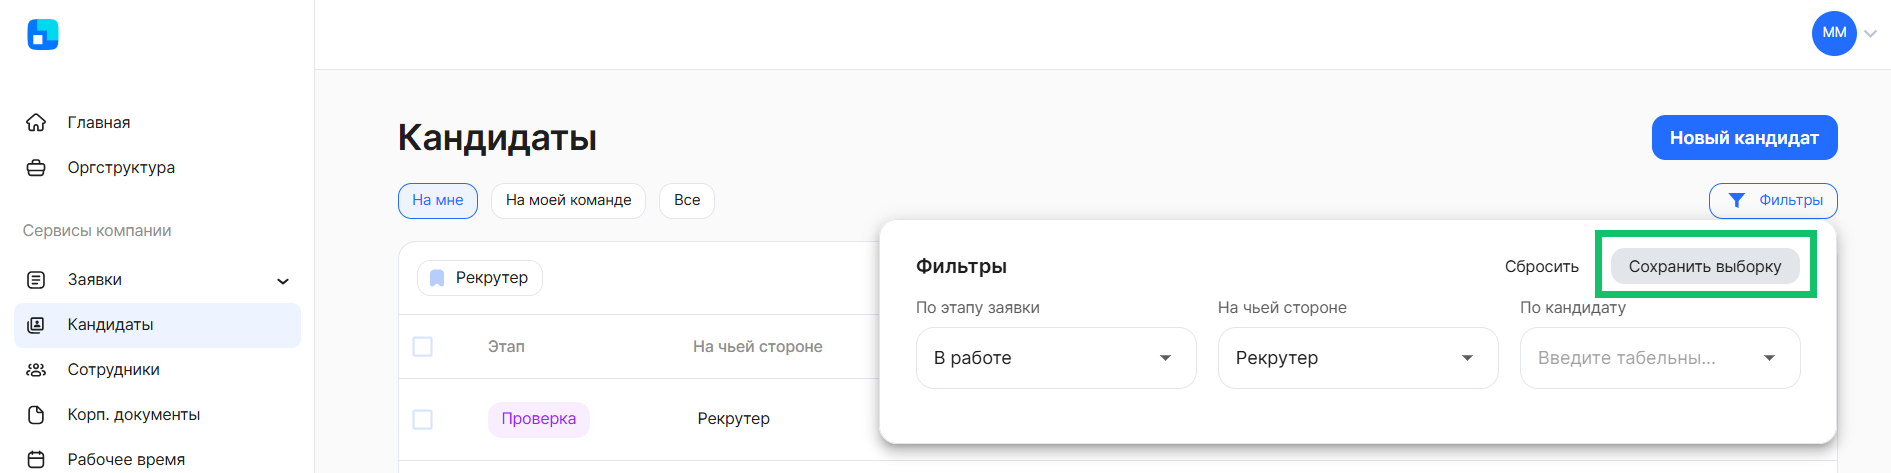 MM
Главная
Оргструктура
Сервисы компании
Заявки
Кандидаты
Сотрудники
Корп. документы
Рабочее время
Кандидаты
Новый кандидат
На мне
На моей команде
Все
Фильтры
Рекрутер
Этап
На чьей стороне
Проверка
Рекрутер
Фильтры
Сбросить
Сохранить выборку
По этапу заявки
На чьей стороне
По кандидату
В работе
Рекрутер
Введите табельны...